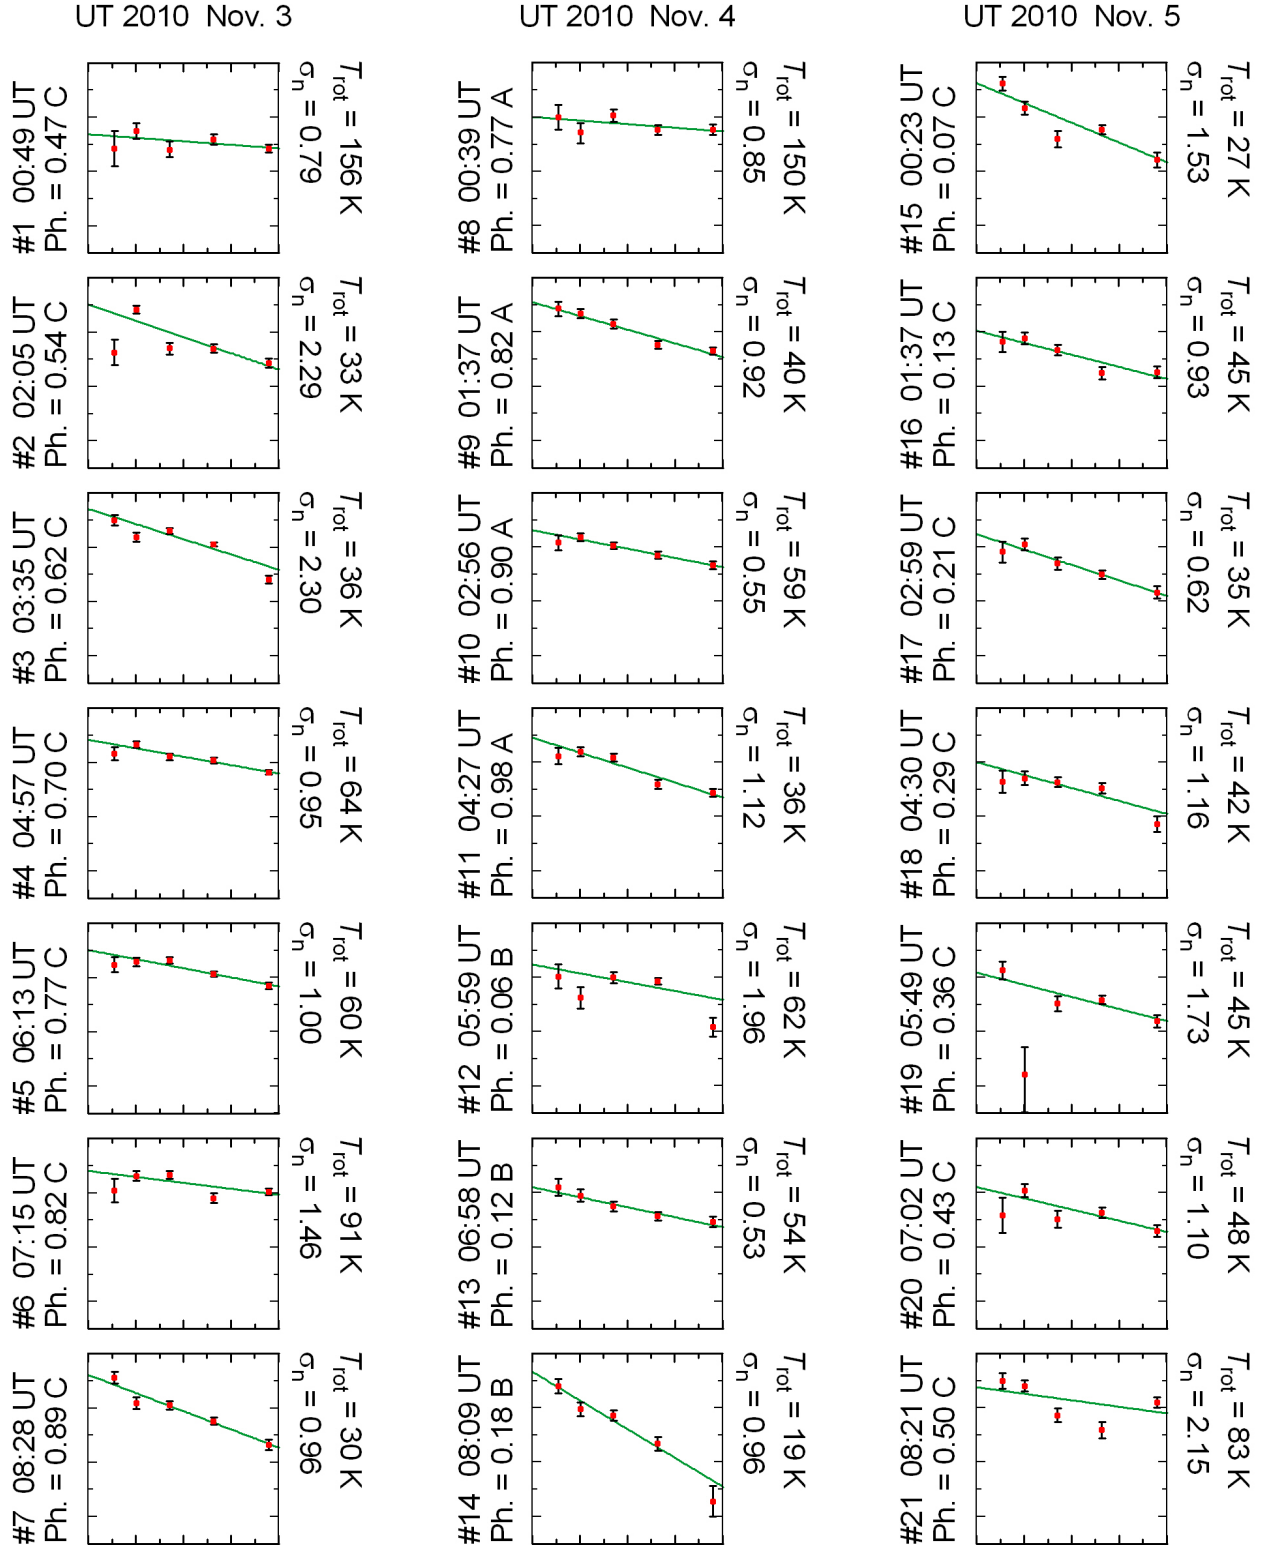 UT 2010 Nov. 3
#1 00:49 UT
Ph. = 0.47 C
Trot = 156 K
σn = 0.79
#2 02:05 UT
Ph. = 0.54 C
Trot = 33 K
σn = 2.29
#3 03:35 UT
Ph. = 0.62 C
Trot = 36 K
σn = 2.30
#4 04:57 UT
Ph. = 0.70 C
Trot = 64 K
σn = 0.95
#5 06:13 UT
Ph. = 0.77 C
Trot = 60 K
σn = 1.00
#6 07:15 UT
Ph. = 0.82 C
Trot = 91 K
σn = 1.46
#7 08:28 UT
Ph. = 0.89 C
Trot = 30 K
σn = 0.96
UT 2010 Nov. 4
#8 00:39 UT
Ph. = 0.77 A
Trot = 150 K
σn = 0.85
#9 01:37 UT
Ph. = 0.82 A
Trot = 40 K
σn = 0.92
#10 02:56 UT
Ph. = 0.90 A
Trot = 59 K
σn = 0.55
#11 04:27 UT
Ph. = 0.98 A
Trot = 36 K
σn = 1.12
#12 05:59 UT
Ph. = 0.06 B
Trot = 62 K
σn = 1.96
#13 06:58 UT
Ph. = 0.12 B
Trot = 54 K
σn = 0.53
#14 08:09 UT
Ph. = 0.18 B
Trot = 19 K
σn = 0.96
UT 2010 Nov. 5
#15 00:23 UT
Ph. = 0.07 C
Trot = 27 K
σn = 1.53
#16 01:37 UT
Ph. = 0.13 C
Trot = 45 K
σn = 0.93
#17 02:59 UT
Ph. = 0.21 C
Trot = 35 K
σn = 0.62
#18 04:30 UT
Ph. = 0.29 C
Trot = 42 K
σn = 1.16
#19 05:49 UT
Ph. = 0.36 C
Trot = 45 K
σn = 1.73
#20 07:02 UT
Ph. = 0.43 C
Trot = 48 K
σn = 1.10
#21 08:21 UT
Ph. = 0.50 C
Trot = 83 K
σn = 2.15